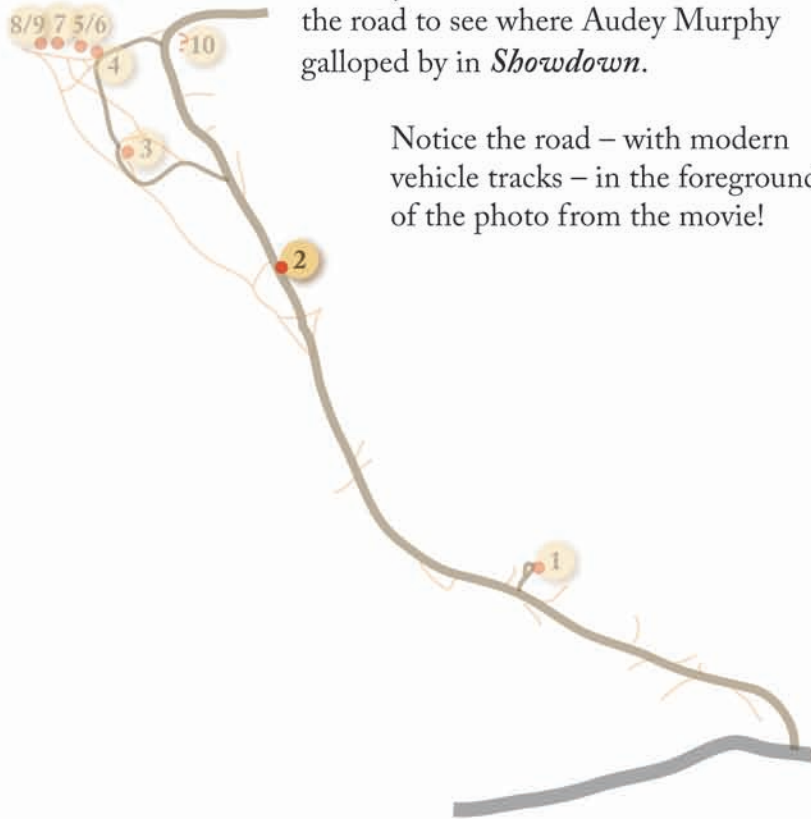 the road to see where Audey Murphy
galloped by in Showdown.
Notice the road – with modern
vehicle tracks – in the foreground
of the photo from the movie!
8/9 7 5/6
?10
4
3
2
1